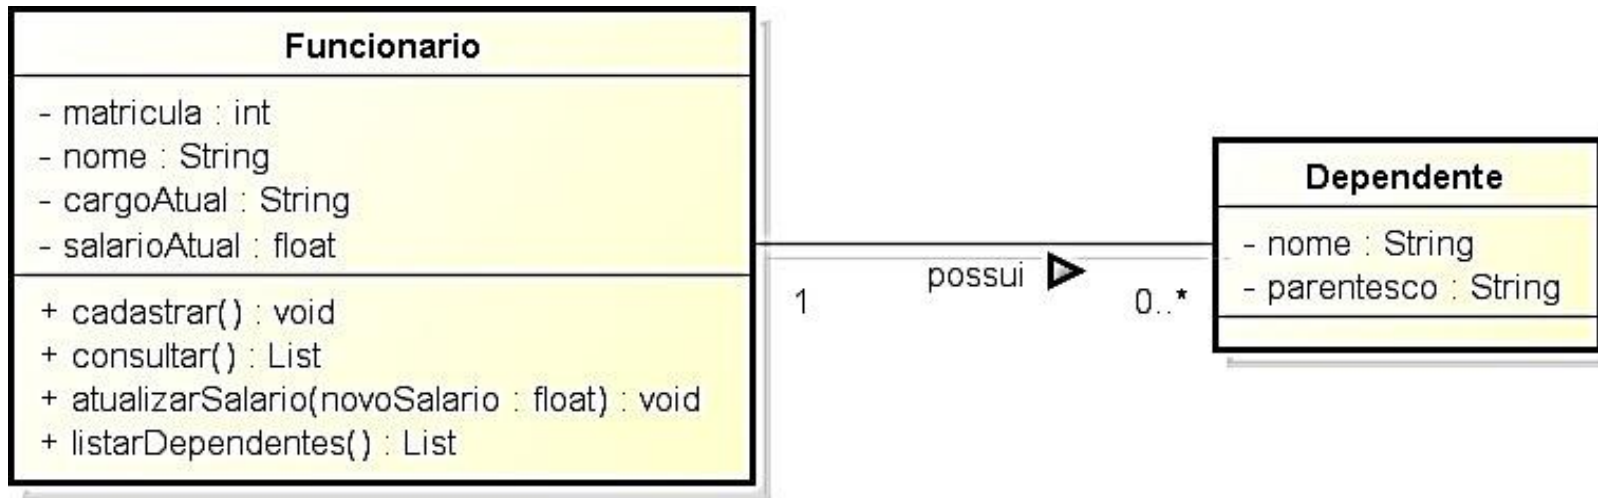 Funcionario
- matricula : int
- nome : String
- cargoAtual : String
- salarioAtual : float
+ cadastrar() : void
+ consultar() : List
+ atualizarSalario(novoSalario : float) : void
+ listarDependentes() : List
possui
1
0..*
Dependente
- nome : String
- parentesco : String